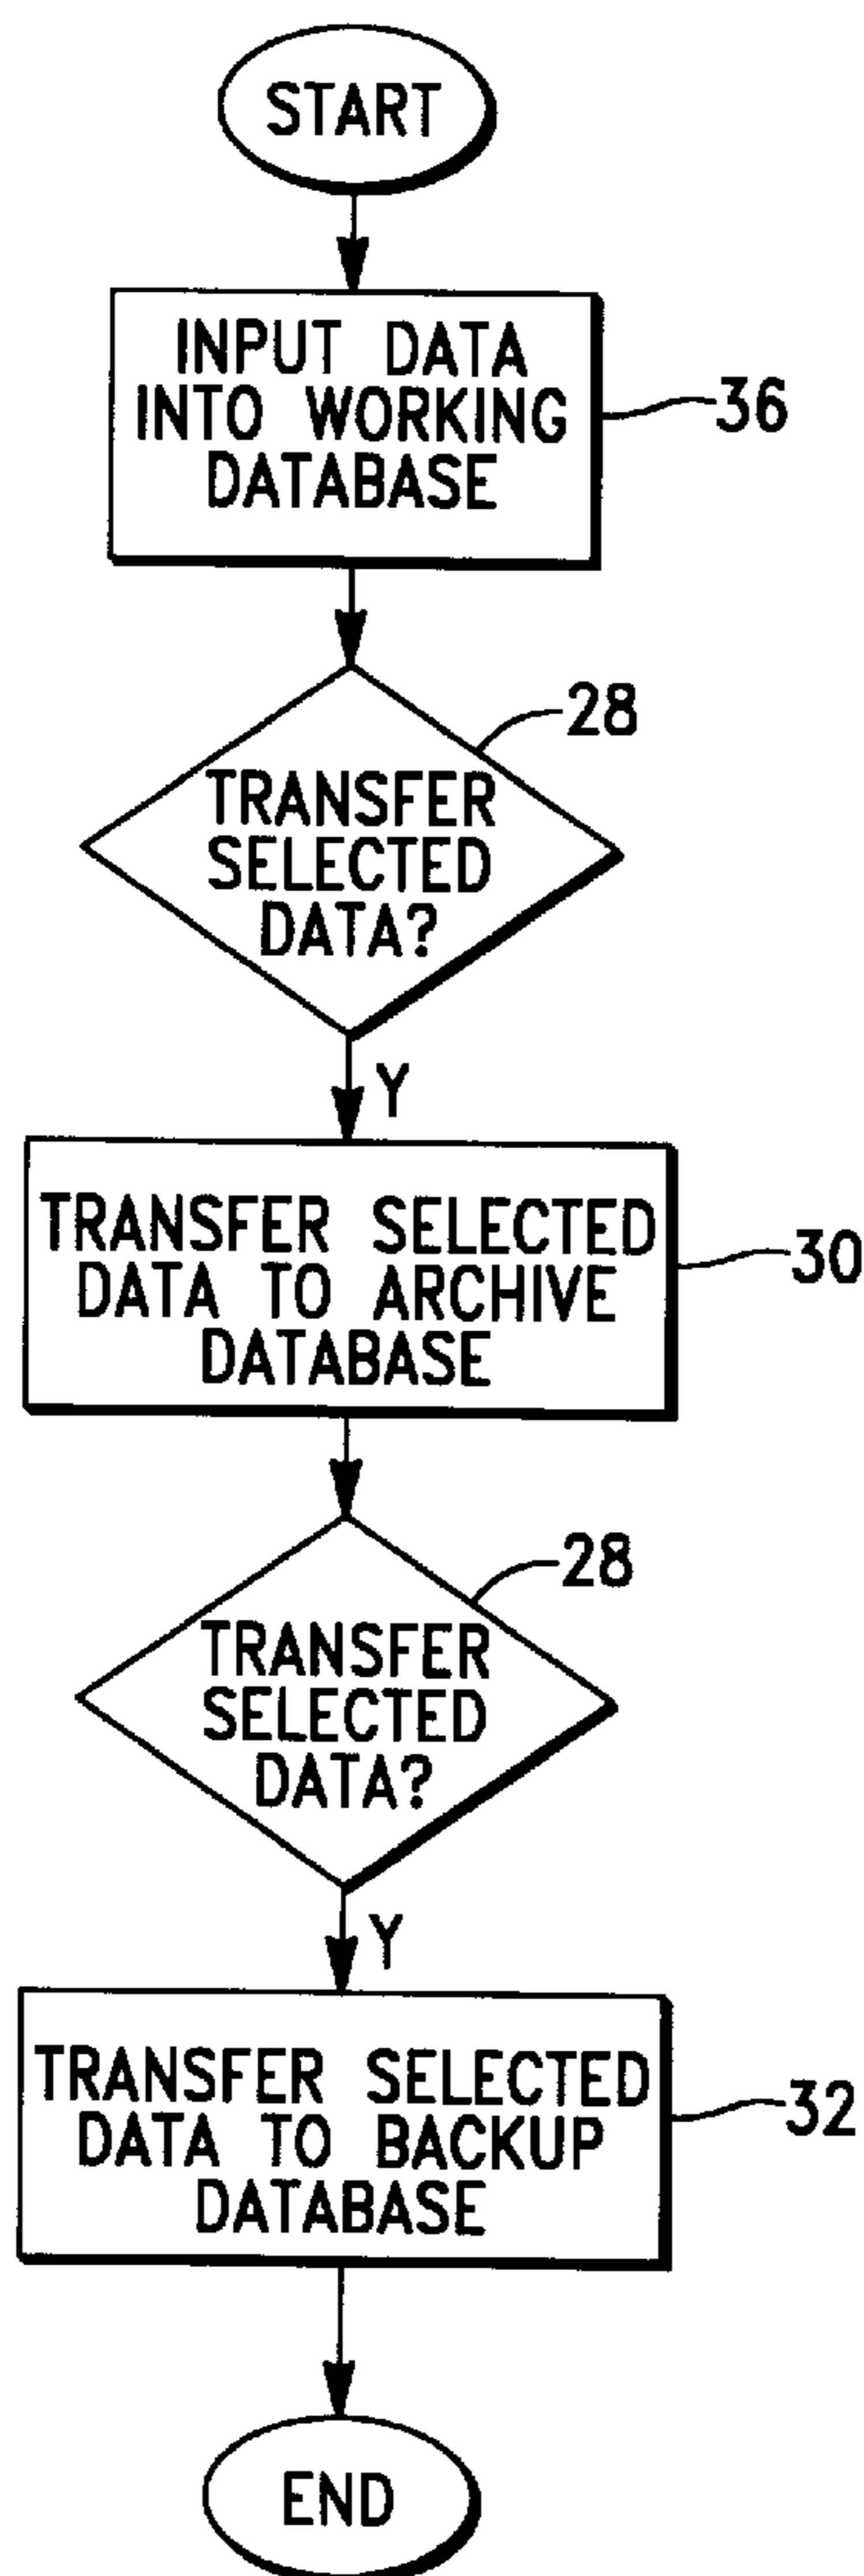 START
INPUT DATA
INTO WORKING
DATABASE
36
28
TRANSFER
SELECTED
DATA?
Y
TRANSFER SELECTED
DATA TO ARCHIVE
DATABASE
30
28
TRANSFER
SELECTED
DATA?
Y
TRANSFER SELECTED
DATA TO BACKUP
DATABASE
32
END